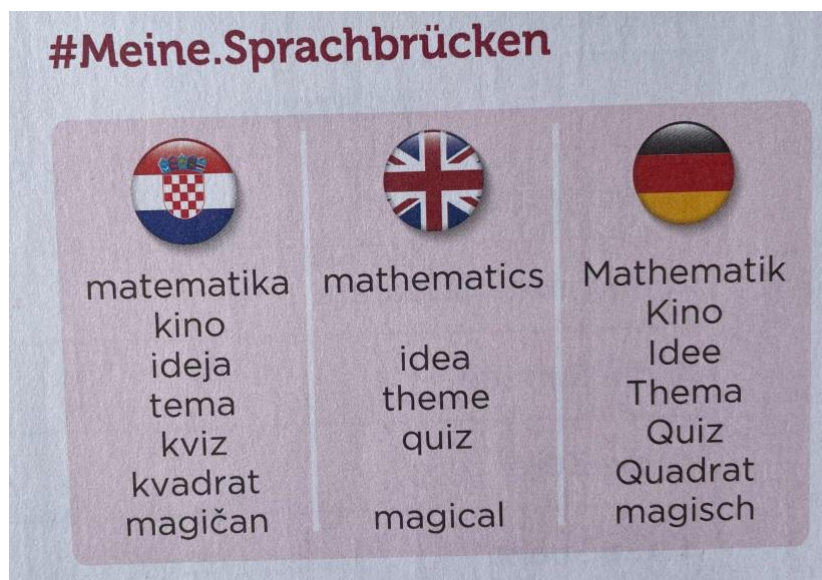 #Meine.Sprachbrücken
matematika mathematics Mathematik
kino Kino
ideja idea Idee
tema theme Thema
kviz quiz Quiz
kvadrat Quadrat
magičan magical magisch